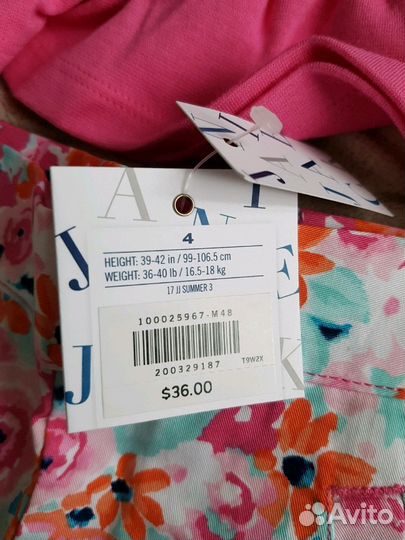 4
HEIGHT: 39-42 in / 99-106.5 cm
WEIGHT: 36-40 lb / 16.5-18 kg
17 JJ SUMMER 3
100025967-M48
200329187
T9W2X
$36.00
Avito